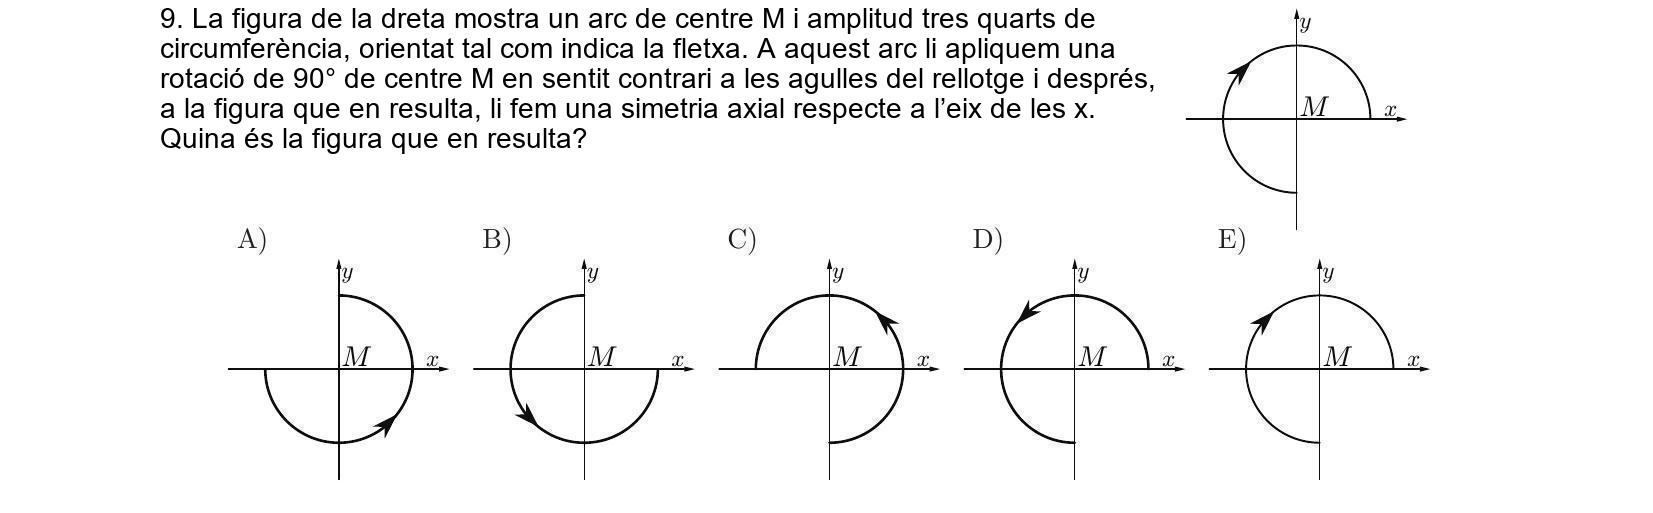 9. La figura de la dreta mostra un arc de centre M i amplitud tres quarts de
circumferència, orientat tal com indica la fletxa. A aquest arc li apliquem una
rotació de 90° de centre M en sentit contrari a les agulles del rellotge i després,
a la figura que en resulta, li fem una simetria axial respecte a l’eix de les x.
Quina és la figura que en resulta?
y
M x
A) B) C) D) E)
y y y y y
M x M x M x M x M x